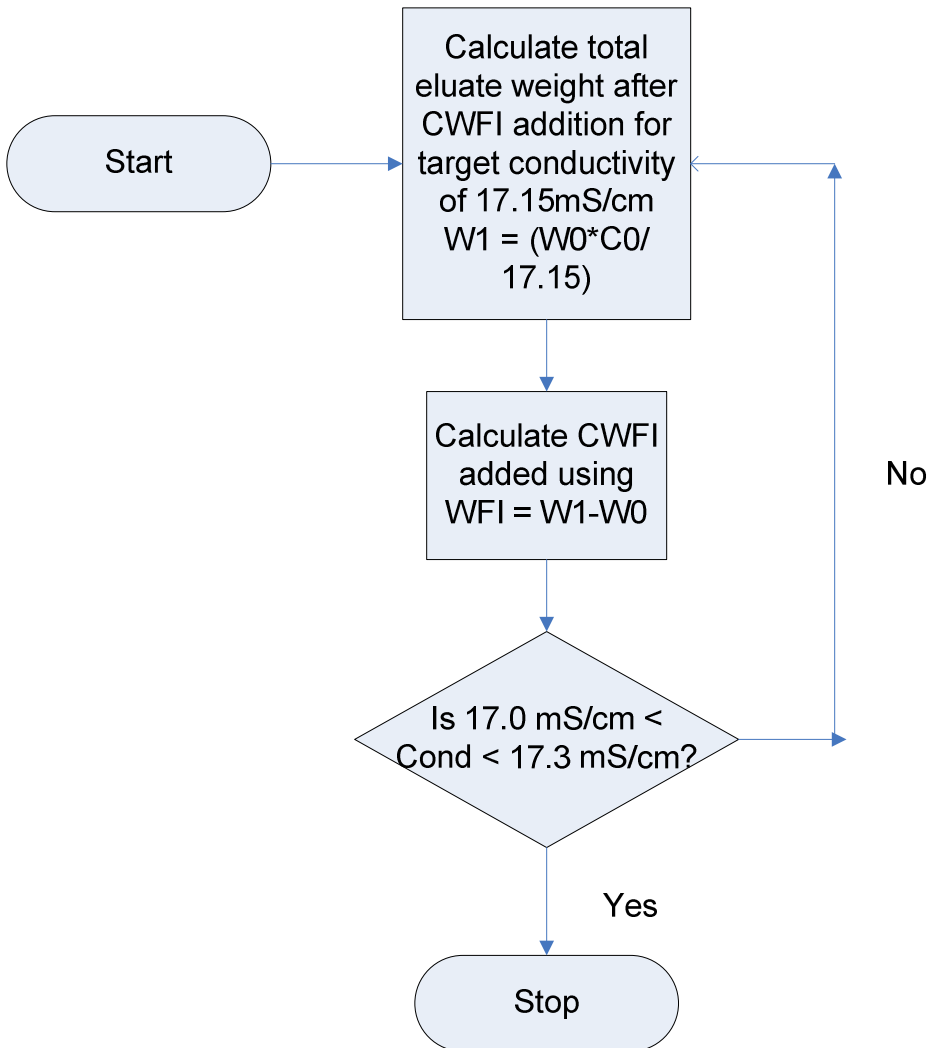 Start
Calculate total
eluate weight after
CWFI addition for
target conductivity
of 17.15mS/cm
W1 = (W0*C0/
17.15)
Calculate CWFI
added using
WFI = W1-W0
No
Is 17.0 mS/cm <
Cond < 17.3 mS/cm?
Yes
Stop